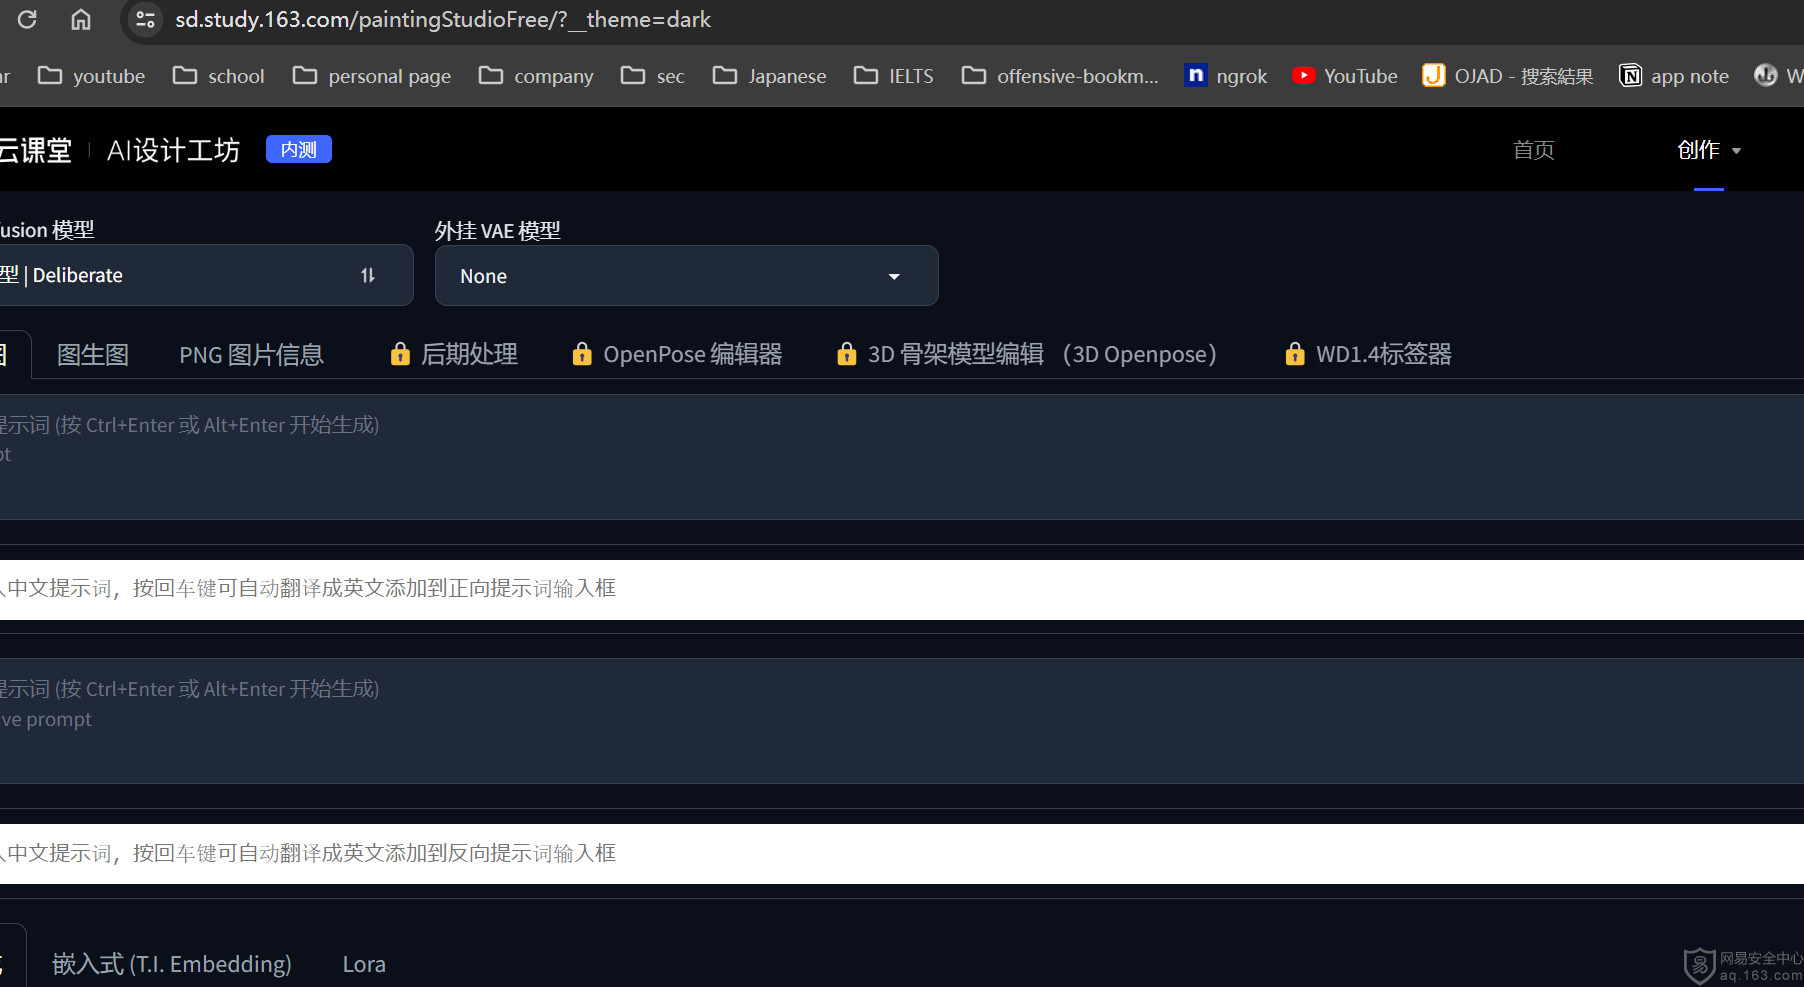 sd.study.163.com/paintingStudioFree/?__theme=dark
youtube school personal page company sec Japanese IELTS offensive-bookm... ngrok YouTube OJAD - 搜索結果 app note
云课堂 AI设计工坊 内测 首页 创作
usion 模型 外挂 VAE 模型
型 | Deliberate None
图生图 PNG 图片信息 后期处理 OpenPose 编辑器 3D 骨架模型编辑 （3D Openpose） WD1.4标签器
提示词 (按 Ctrl+Enter 或 Alt+Enter 开始生成)
pt
入中文提示词，按回车键可自动翻译成英文添加到正向提示词输入框
提示词 (按 Ctrl+Enter 或 Alt+Enter 开始生成)
ive prompt
入中文提示词，按回车键可自动翻译成英文添加到反向提示词输入框
嵌入式 (T.I. Embedding) Lora
网易安全中心
aq.163.com